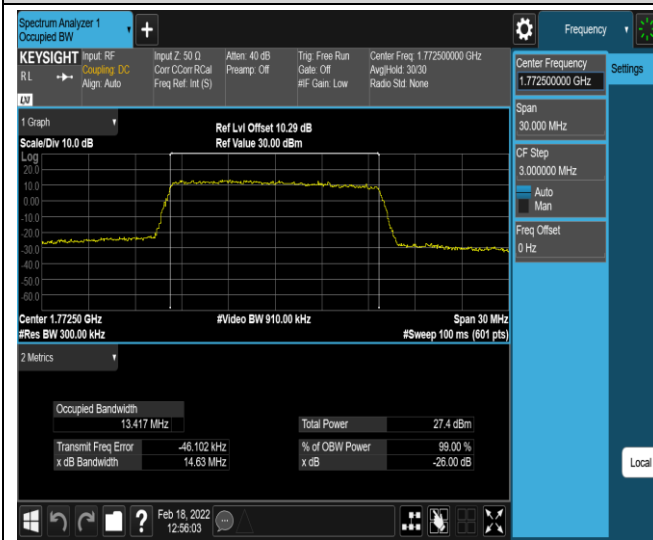 Spectrum Analyzer 1
Occupied BW
Frequency
KEYSIGHT
Input: RF
Coupling: DC
Align: Auto
Input Z: 50 Ω
Corr CCorr RCal
Freq Ref: Int (S)
Atten: 40 dB
Preamp: Off
Trig: Free Run
Gate: Off
#IF Gain: Low
Center Freq: 1.772500000 GHz
Avg|Hold: 30/30
Radio Std: None
R L
LXI
Center Frequency
1.772500000 GHz
Settings
Span
30.000 MHz
CF Step
3.000000 MHz
Auto
Man
Freq Offset
0 Hz
Local
1 Graph
Scale/Div 10.0 dB
Ref Lvl Offset 10.29 dB
Ref Value 30.00 dBm
Log
20.0
10.0
0.00
-10.0
-20.0
-30.0
-40.0
-50.0
-60.0
Center 1.77250 GHz
#Video BW 910.00 kHz
Span 30 MHz
#Res BW 300.00 kHz
#Sweep 100 ms (601 pts)
2 Metrics
Occupied Bandwidth
13.417 MHz
Total Power 27.4 dBm
Transmit Freq Error -46.102 kHz
% of OBW Power 99.00 %
x dB Bandwidth 14.63 MHz
x dB -26.00 dB
Feb 18, 2022
12:56:03